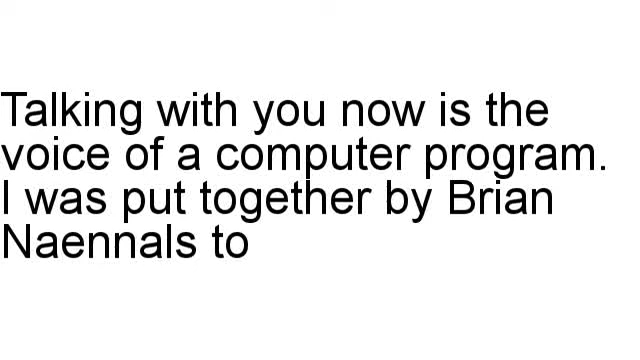 Talking with you now is the
voice of a computer program.
I was put together by Brian
Naennals to